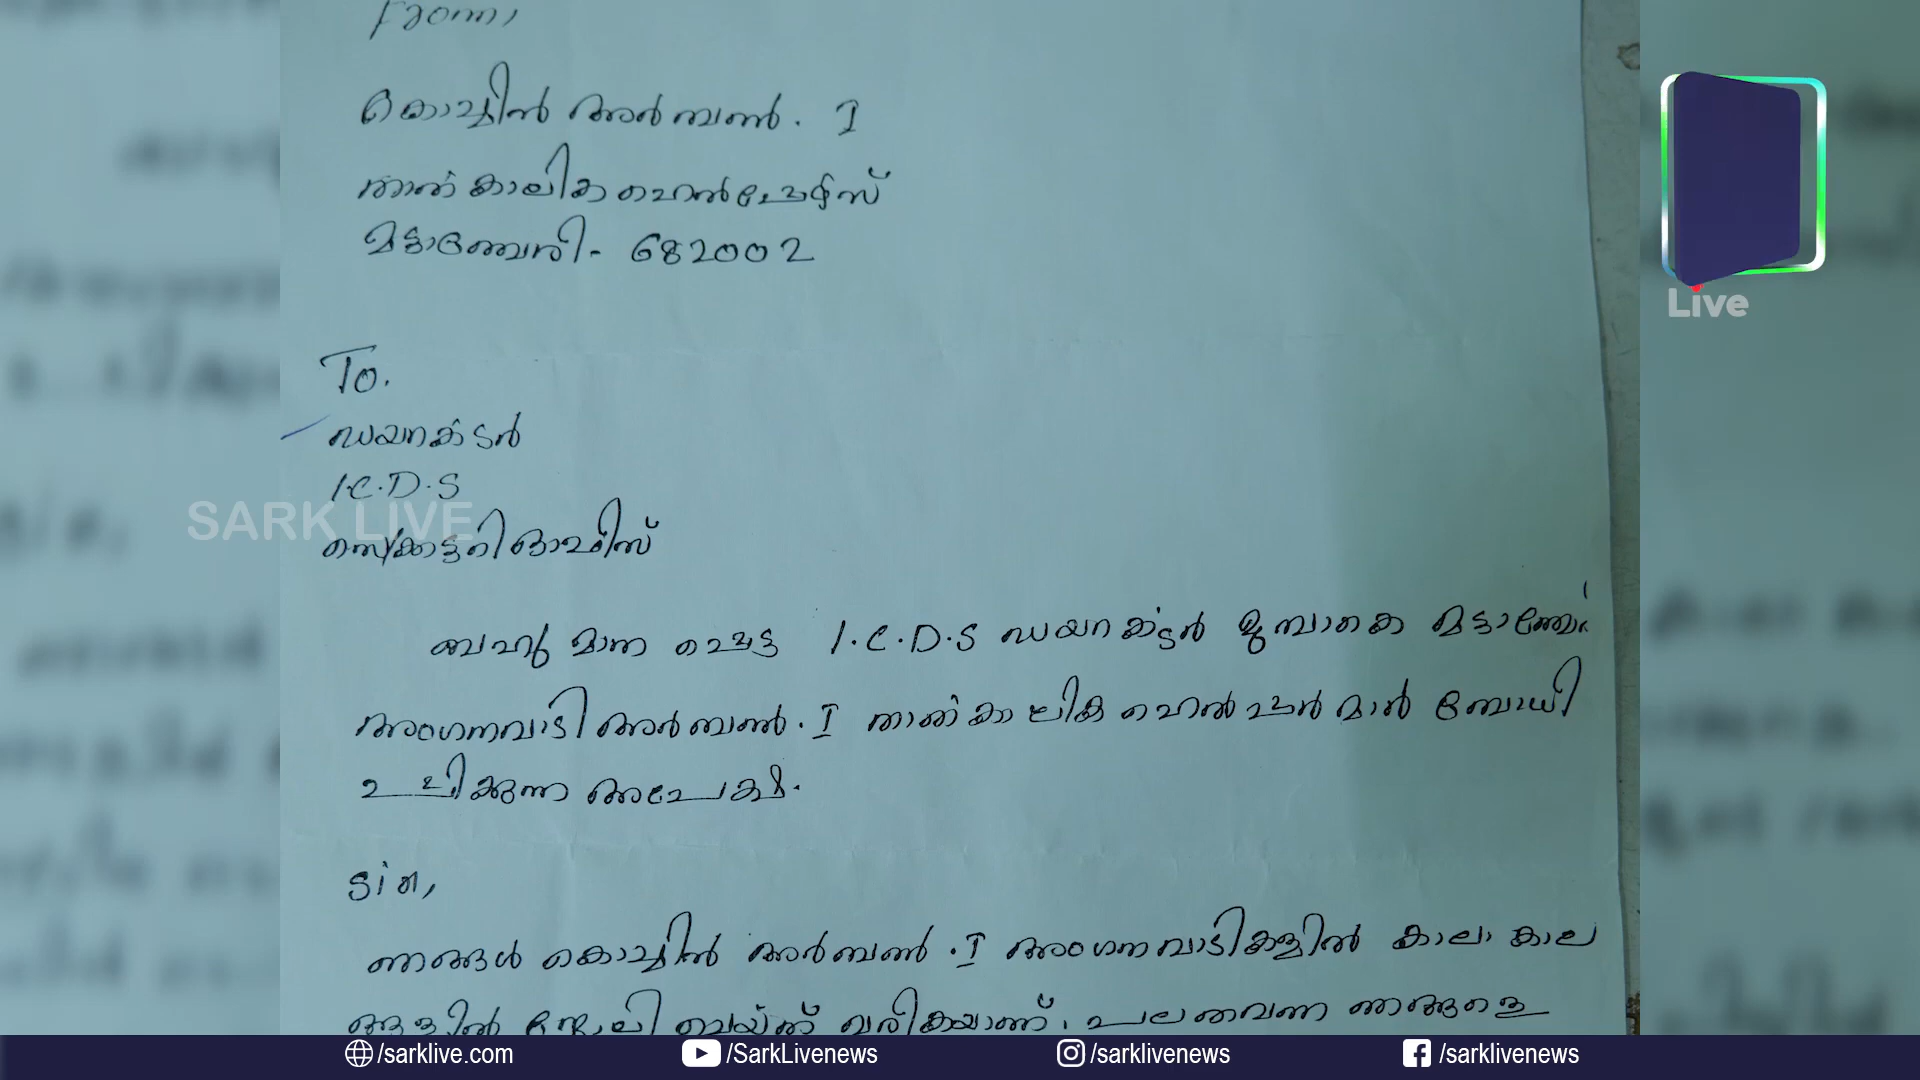 From,
കൊച്ചിൻ അർബൺ. I
താത്കാലിക ഹെൽപ്പേഴ്സ്
മട്ടാഞ്ചേരി- 682002
To.
ഡയറക്ടർ
I.C.D.S
സെക്രട്ടറി ഓഫീസ്
ബഹുമാനപ്പെട്ട I.C.D.S ഡയറക്ടർ മുമ്പാകെ മട്ടാഞ്ചേരി
അംഗനവാടി അർബൺ. I താത്കാലിക ഹെൽപ്പർമാർ ബോധി
പ്പിക്കുന്ന അപേക്ഷ.
Sir,
ഞങ്ങൾ കൊച്ചിൻ അർബൺ .I അംഗനവാടികളിൽ കാലാകാല
ങ്ങളിൽ ജോലി ചെയ്ത് വരികയാണ്. പലതവണ ഞങ്ങളെ
Live
SARK LIVE
/sarklive.com
/SarkLivenews
/sarklivenews
/sarklivenews